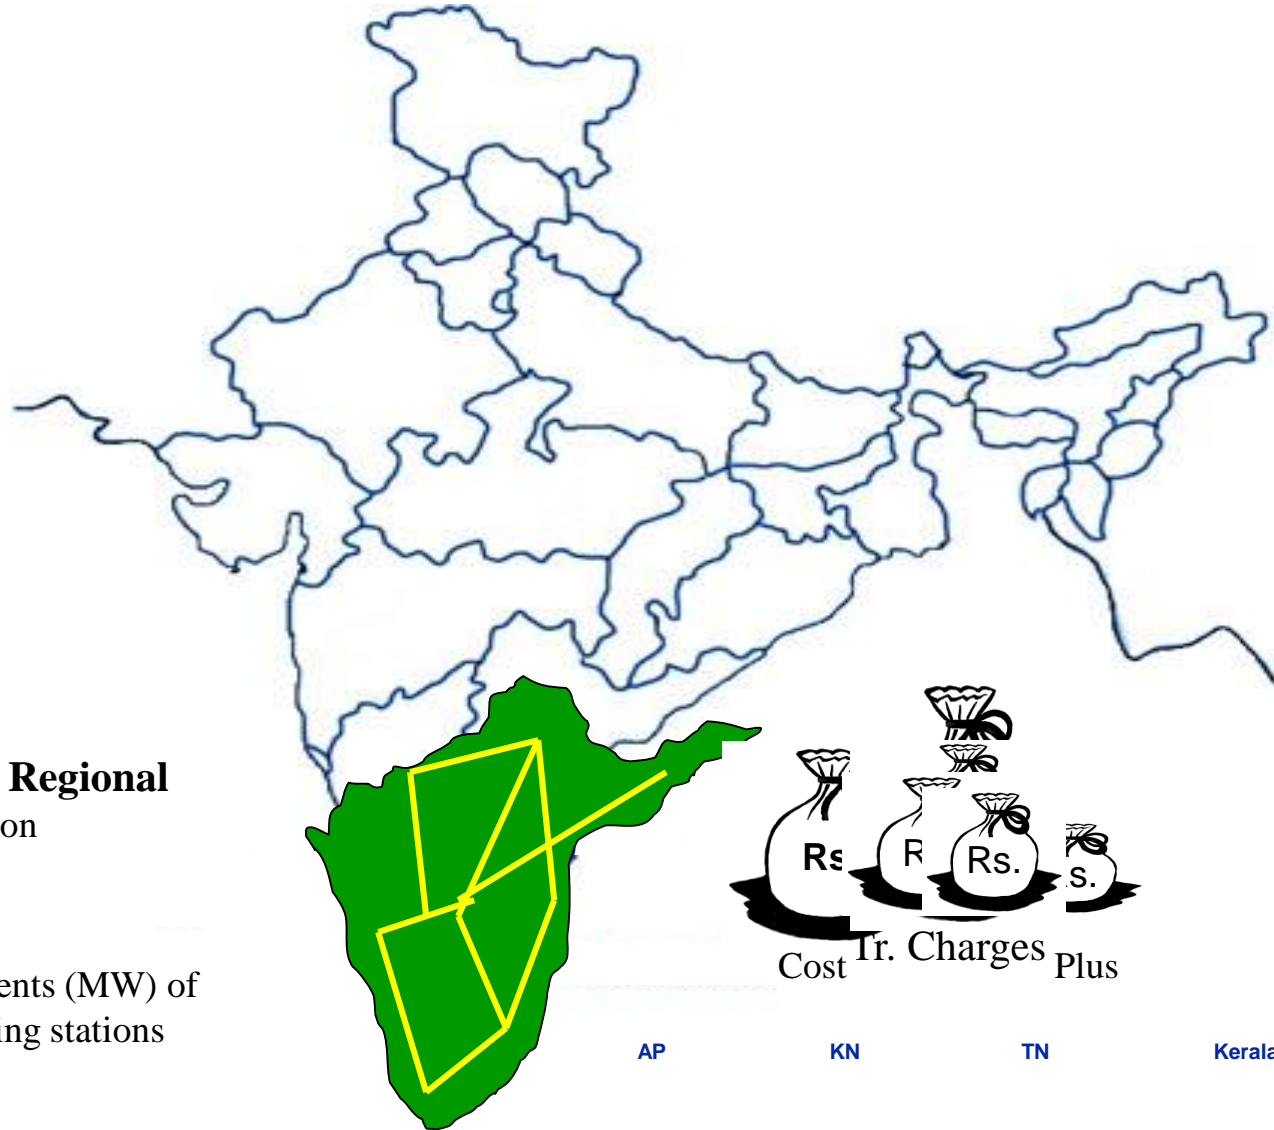 Regional
on
ents (MW) of
ing stations
Rs
R
Rs.
s.
Cost
Tr. Charges
Plus
AP
KN
TN
Kerala